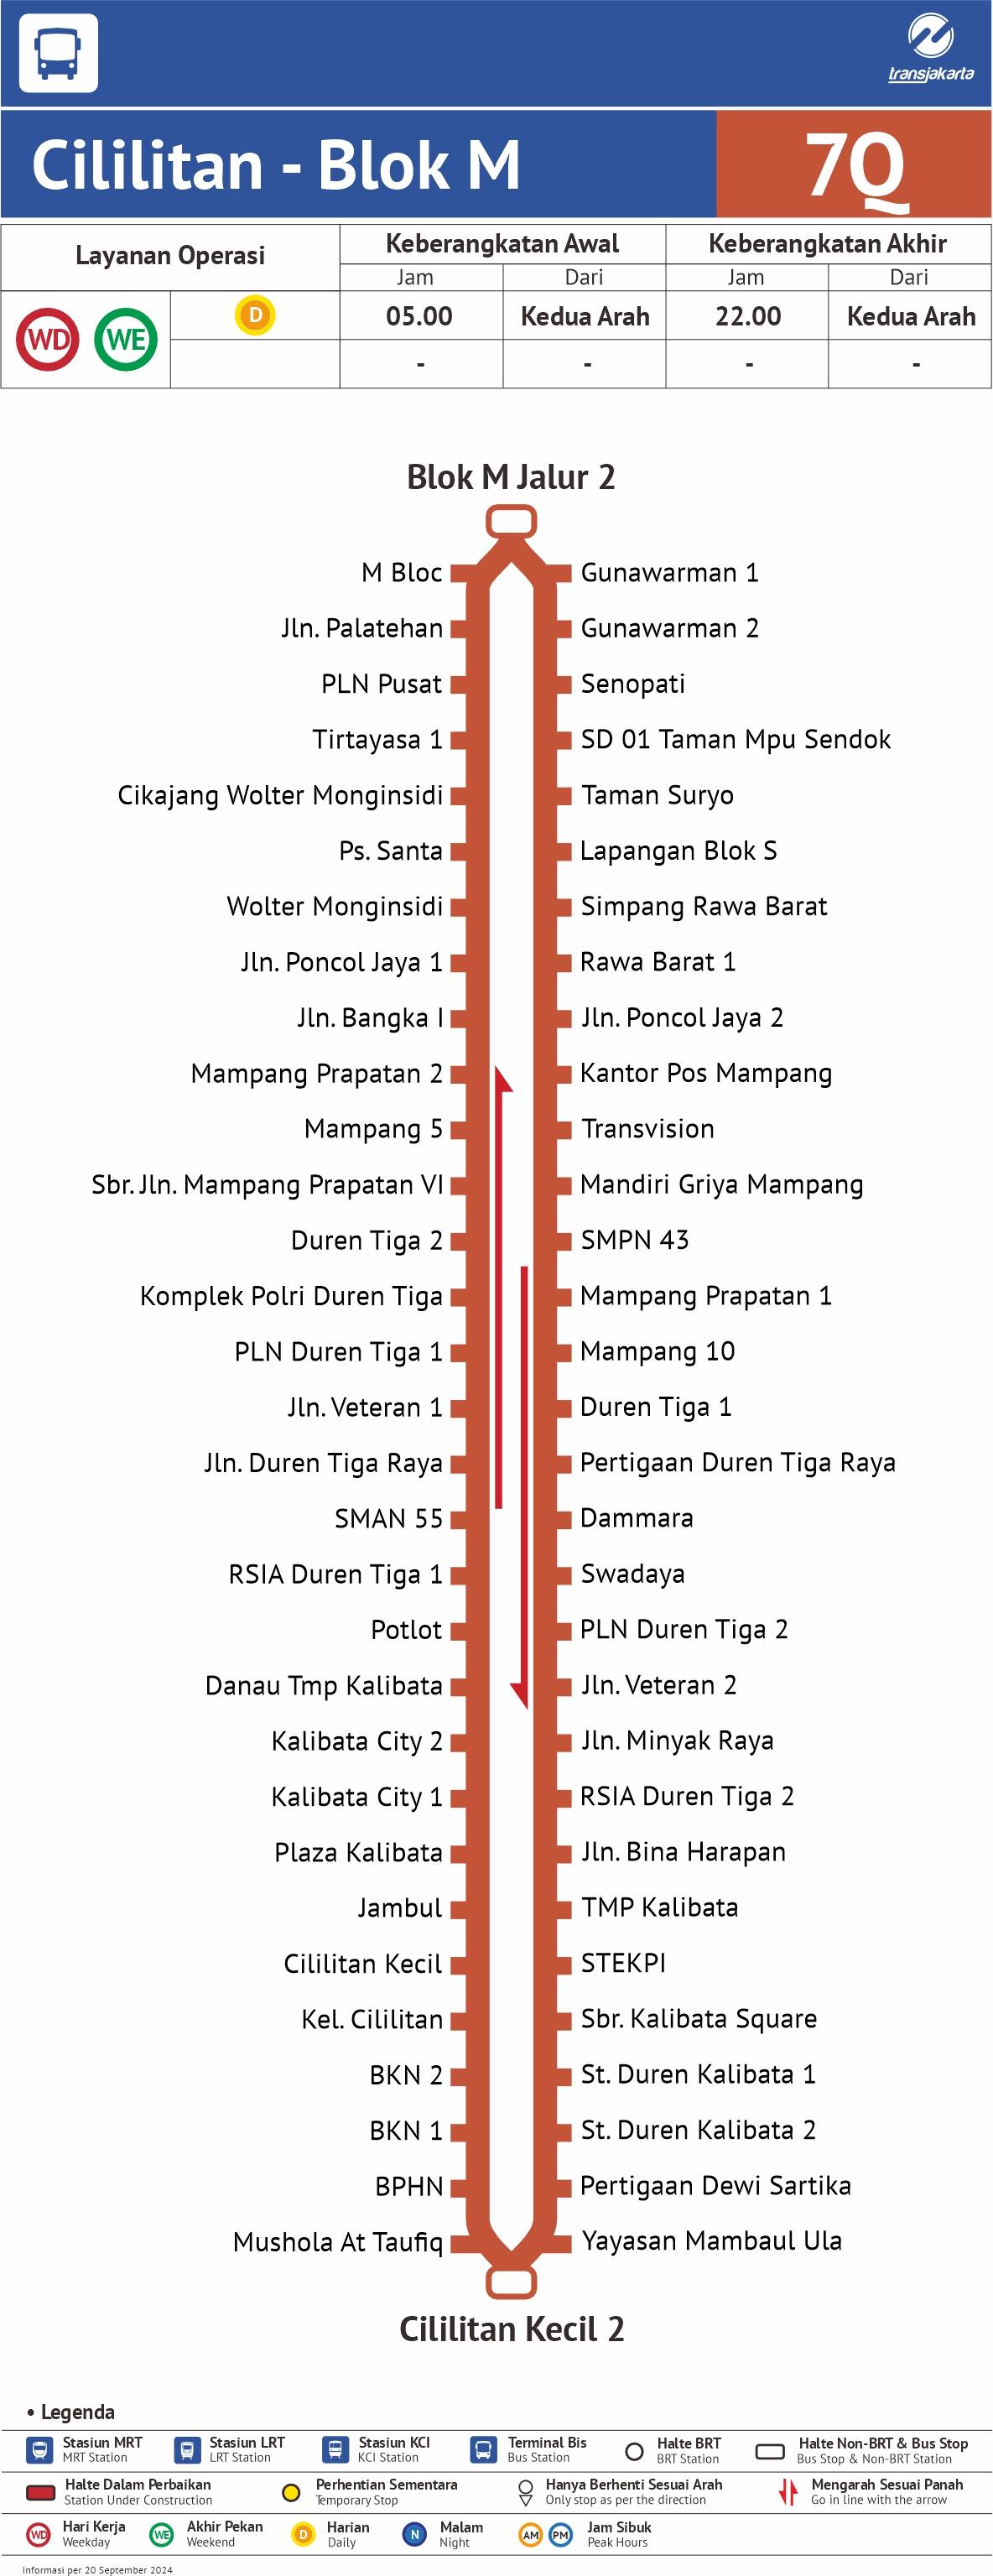 transjakarta
Cililitan - Blok M
7Q
Layanan Operasi
Keberangkatan Awal
Keberangkatan Akhir
Jam
Dari
Jam
Dari
WD
WE
D
05.00
Kedua Arah
22.00
Kedua Arah
-
-
-
-
Blok M Jalur 2
M Bloc
Gunawarman 1
Jln. Palatehan
Gunawarman 2
PLN Pusat
Senopati
Tirtayasa 1
SD 01 Taman Mpu Sendok
Cikajang Wolter Monginsidi
Taman Suryo
Ps. Santa
Lapangan Blok S
Wolter Monginsidi
Simpang Rawa Barat
Jln. Poncol Jaya 1
Rawa Barat 1
Jln. Bangka I
Jln. Poncol Jaya 2
Mampang Prapatan 2
Kantor Pos Mampang
Mampang 5
Transvision
Sbr. Jln. Mampang Prapatan VI
Mandiri Griya Mampang
Duren Tiga 2
SMPN 43
Komplek Polri Duren Tiga
Mampang Prapatan 1
PLN Duren Tiga 1
Mampang 10
Jln. Veteran 1
Duren Tiga 1
Jln. Duren Tiga Raya
Pertigaan Duren Tiga Raya
SMAN 55
Dammara
RSIA Duren Tiga 1
Swadaya
Potlot
PLN Duren Tiga 2
Danau Tmp Kalibata
Jln. Veteran 2
Kalibata City 2
Jln. Minyak Raya
Kalibata City 1
RSIA Duren Tiga 2
Plaza Kalibata
Jln. Bina Harapan
Jambul
TMP Kalibata
Cililitan Kecil
STEKPI
Kel. Cililitan
Sbr. Kalibata Square
BKN 2
St. Duren Kalibata 1
BKN 1
St. Duren Kalibata 2
BPHN
Pertigaan Dewi Sartika
Mushola At Taufiq
Yayasan Mambaul Ula
Cililitan Kecil 2
• Legenda
Stasiun MRT
MRT Station
Stasiun LRT
LRT Station
Stasiun KCI
KCI Station
Terminal Bis
Bus Station
Halte BRT
BRT Station
Halte Non-BRT & Bus Stop
Bus Stop & Non-BRT Station
Halte Dalam Perbaikan
Station Under Construction
Perhentian Sementara
Temporary Stop
Hanya Berhenti Sesuai Arah
Only stop as per the direction
Mengarah Sesuai Panah
Go in line with the arrow
WD
Hari Kerja
Weekday
WE
Akhir Pekan
Weekend
D
Harian
Daily
N
Malam
Night
AM
PM
Jam Sibuk
Peak Hours
Informasi per 20 September 2024